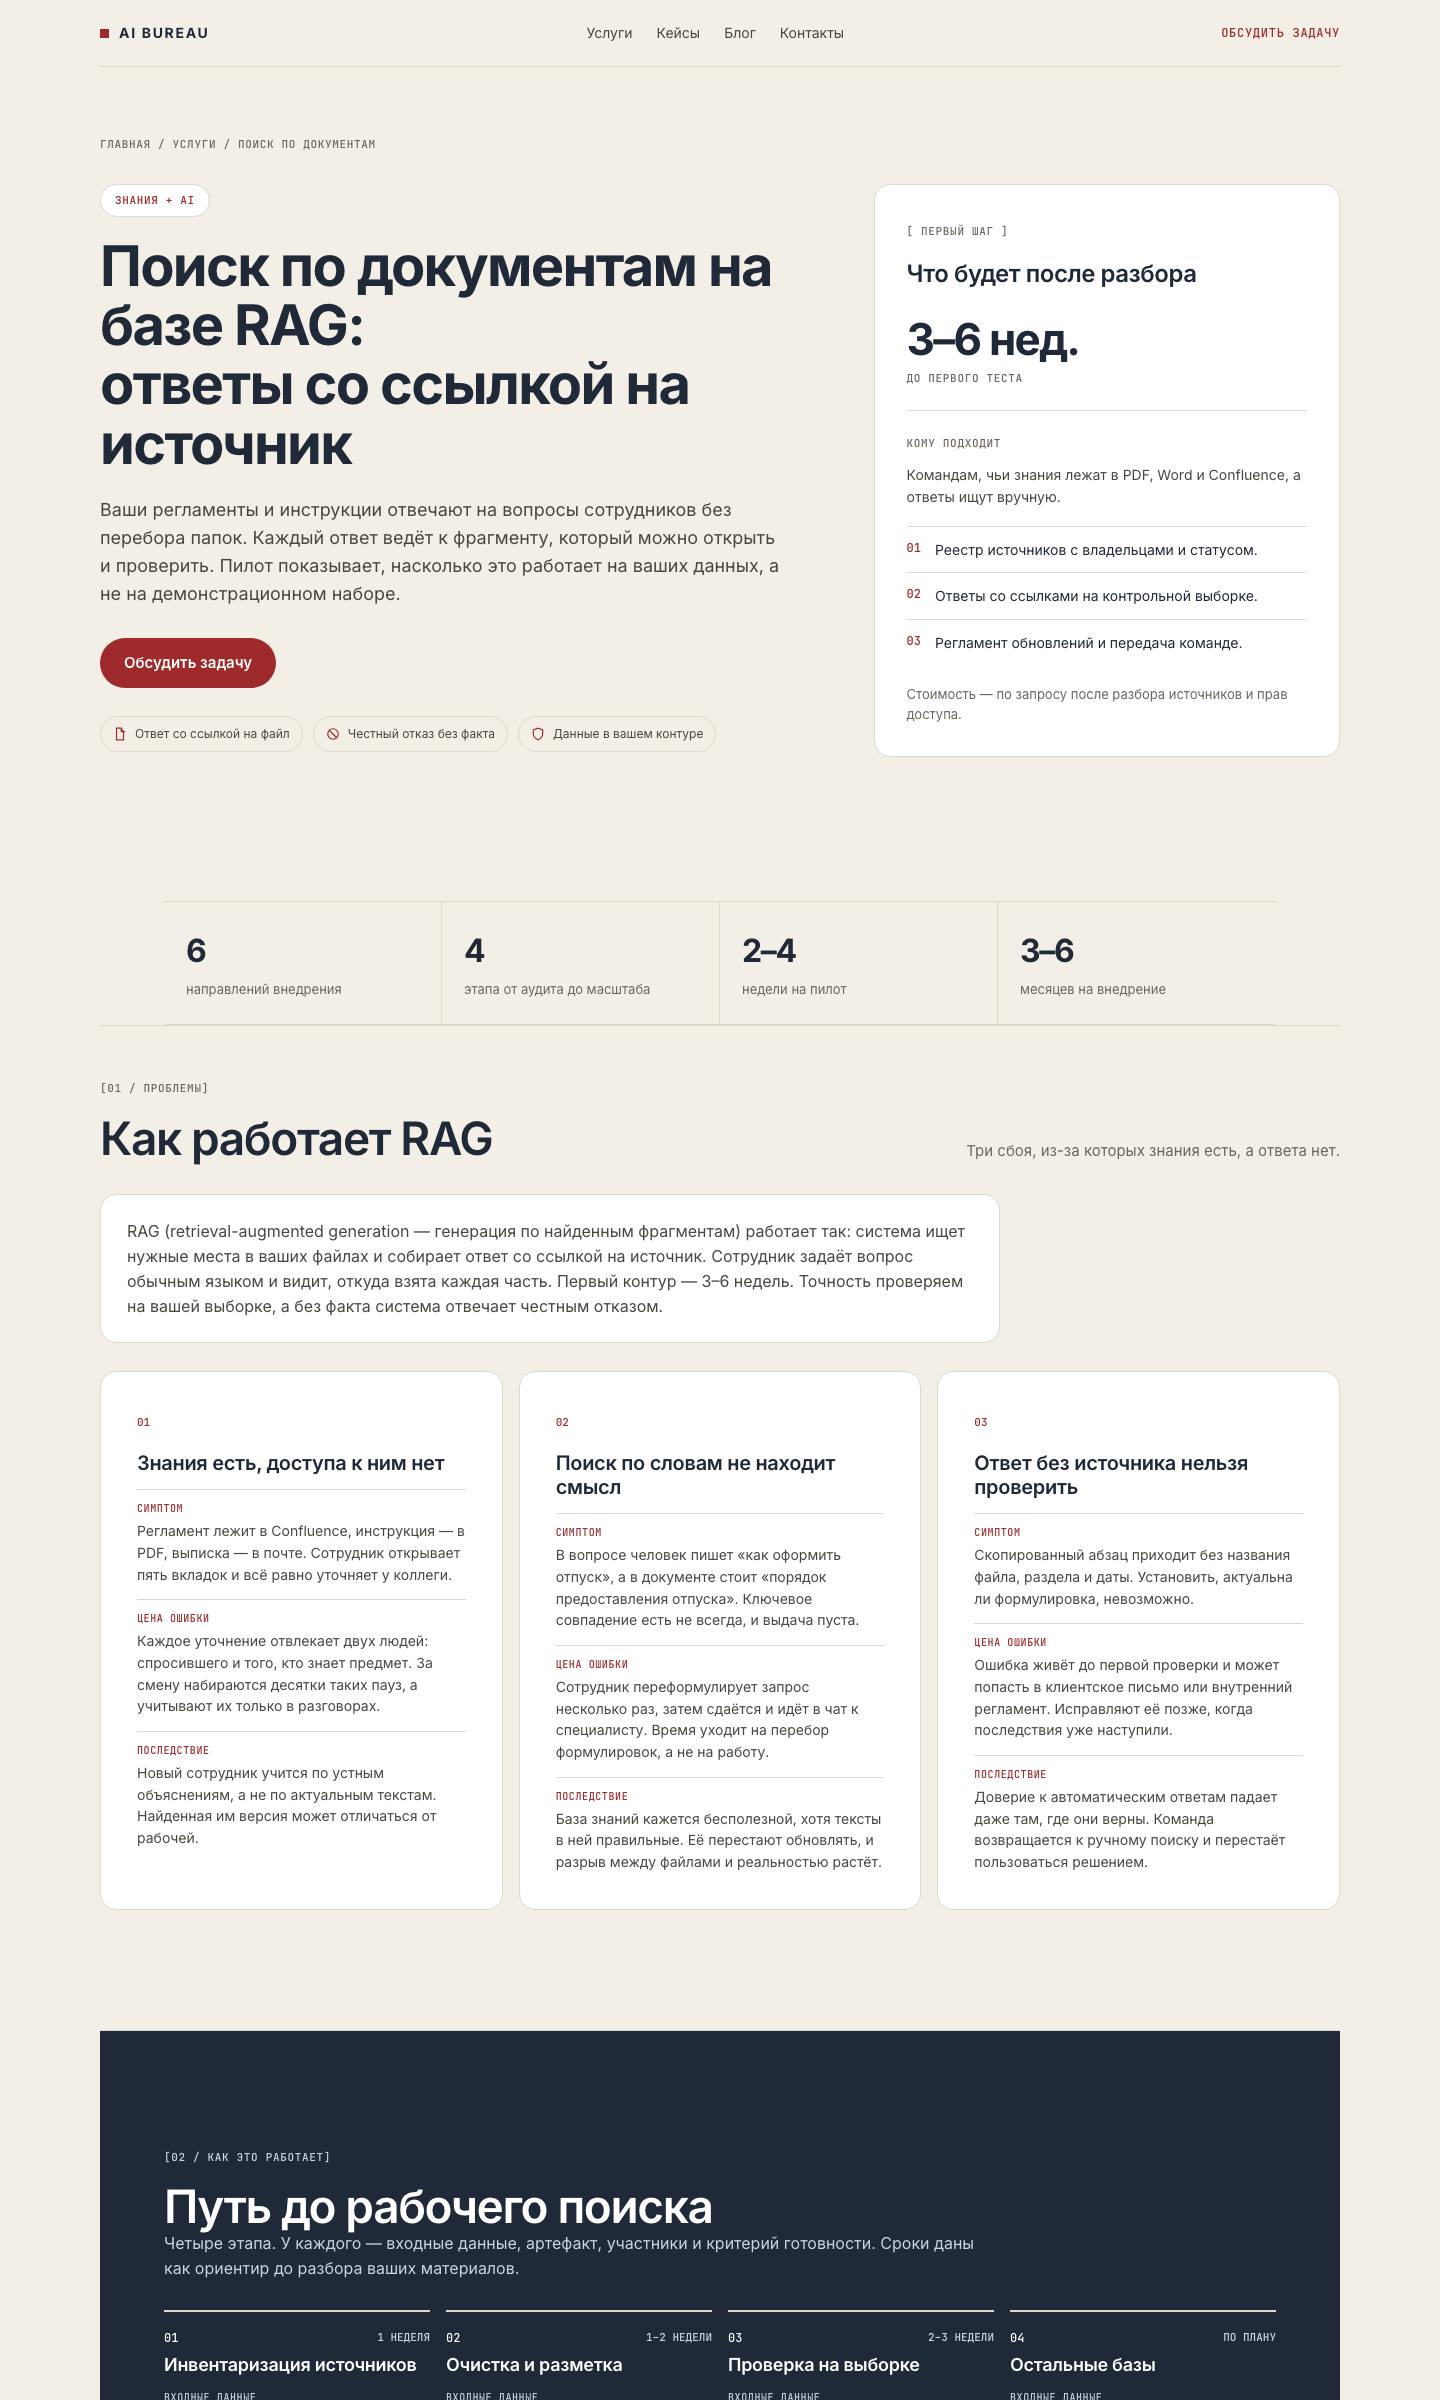 AI BUREAU
Услуги Кейсы Блог Контакты
ОБСУДИТЬ ЗАДАЧУ
ГЛАВНАЯ / УСЛУГИ / ПОИСК ПО ДОКУМЕНТАМ
ЗНАНИЯ + AI
Поиск по документам на
базе RAG:
ответы со ссылкой на
источник
Ваши регламенты и инструкции отвечают на вопросы сотрудников без
перебора папок. Каждый ответ ведёт к фрагменту, который можно открыть
и проверить. Пилот показывает, насколько это работает на ваших данных, а
не на демонстрационном наборе.
Обсудить задачу
Ответ со ссылкой на файл
Честный отказ без факта
Данные в вашем контуре
[ ПЕРВЫЙ ШАГ ]
Что будет после разбора
3–6 нед.
ДО ПЕРВОГО ТЕСТА
КОМУ ПОДХОДИТ
Командам, чьи знания лежат в PDF, Word и Confluence, а
ответы ищут вручную.
01 Реестр источников с владельцами и статусом.
02 Ответы со ссылками на контрольной выборке.
03 Регламент обновлений и передача команде.
Стоимость — по запросу после разбора источников и прав
доступа.
6
направлений внедрения
4
этапа от аудита до масштаба
2–4
недели на пилот
3–6
месяцев на внедрение
[01 / ПРОБЛЕМЫ]
Как работает RAG
Три сбоя, из-за которых знания есть, а ответа нет.
RAG (retrieval-augmented generation — генерация по найденным фрагментам) работает так: система ищет
нужные места в ваших файлах и собирает ответ со ссылкой на источник. Сотрудник задаёт вопрос
обычным языком и видит, откуда взята каждая часть. Первый контур — 3–6 недель. Точность проверяем
на вашей выборке, а без факта система отвечает честным отказом.
01
Знания есть, доступа к ним нет
СИМПТОМ
Регламент лежит в Confluence, инструкция — в
PDF, выписка — в почте. Сотрудник открывает
пять вкладок и всё равно уточняет у коллеги.
ЦЕНА ОШИБКИ
Каждое уточнение отвлекает двух людей:
спросившего и того, кто знает предмет. За
смену набираются десятки таких пауз, а
учитывают их только в разговорах.
ПОСЛЕДСТВИЕ
Новый сотрудник учится по устным
объяснениям, а не по актуальным текстам.
Найденная им версия может отличаться от
рабочей.
02
Поиск по словам не находит
смысл
СИМПТОМ
В вопросе человек пишет «как оформить
отпуск», а в документе стоит «порядок
предоставления отпуска». Ключевое
совпадение есть не всегда, и выдача пуста.
ЦЕНА ОШИБКИ
Сотрудник переформулирует запрос
несколько раз, затем сдаётся и идёт в чат к
специалисту. Время уходит на перебор
формулировок, а не на работу.
ПОСЛЕДСТВИЕ
База знаний кажется бесполезной, хотя тексты
в ней правильные. Её перестают обновлять, и
разрыв между файлами и реальностью растёт.
03
Ответ без источника нельзя
проверить
СИМПТОМ
Скопированный абзац приходит без названия
файла, раздела и даты. Установить, актуальна
ли формулировка, невозможно.
ЦЕНА ОШИБКИ
Ошибка живёт до первой проверки и может
попасть в клиентское письмо или внутренний
регламент. Исправляют её позже, когда
последствия уже наступили.
ПОСЛЕДСТВИЕ
Доверие к автоматическим ответам падает
даже там, где они верны. Команда
возвращается к ручному поиску и перестаёт
пользоваться решением.
[02 / КАК ЭТО РАБОТАЕТ]
Путь до рабочего поиска
Четыре этапа. У каждого — входные данные, артефакт, участники и критерий готовности. Сроки даны
как ориентир до разбора ваших материалов.
01 1 НЕДЕЛЯ
Инвентаризация источников
ВХОДНЫЕ ДАННЫЕ
02 1–2 НЕДЕЛИ
Очистка и разметка
ВХОДНЫЕ ДАННЫЕ
03 2–3 НЕДЕЛИ
Проверка на выборке
ВХОДНЫЕ ДАННЫЕ
04 ПО ПЛАНУ
Остальные базы
ВХОДНЫЕ ДАННЫЕ